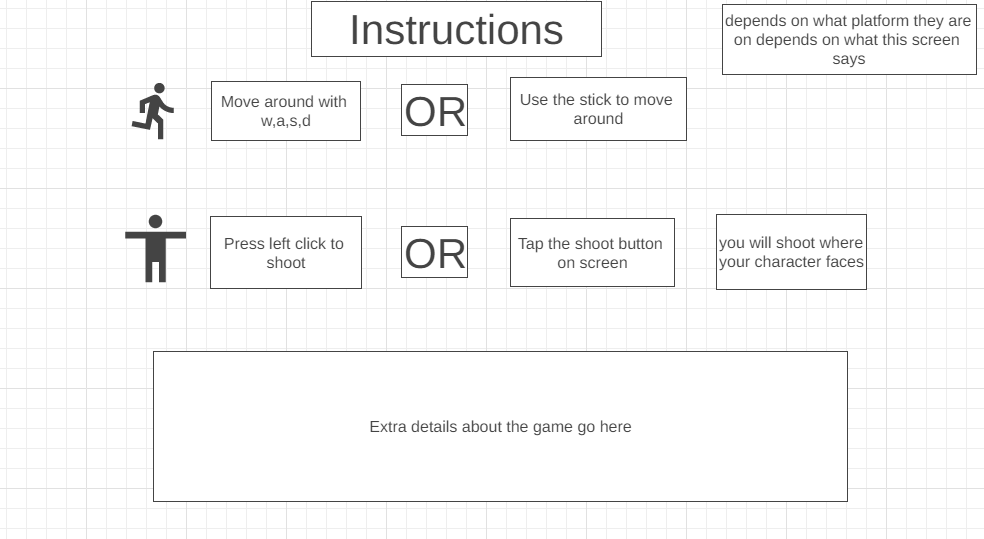 Instructions
depends on what platform they are
on depends on what this screen
says
Move around with
w,a,s,d
OR
Use the stick to move
around
Press left click to
shoot
OR
Tap the shoot button
on screen
you will shoot where
your character faces
Extra details about the game go here